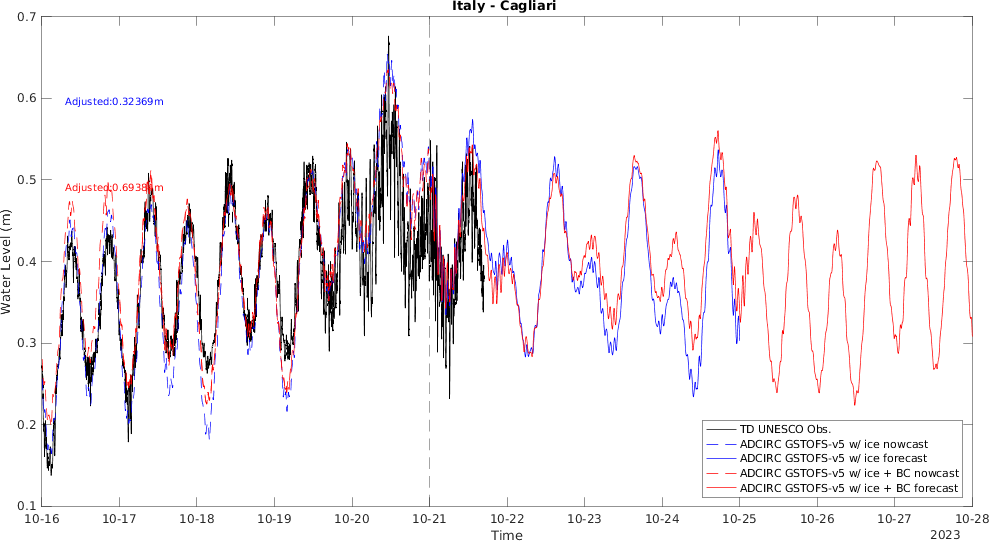 Italy - Cagliari
0.7
0.6
0.5
0.4
0.3
0.2
0.1
Water Level (m)
Adjusted:0.32369m
TD UNESCO Obs.
ADCIRC GSTOFS-v5 w/ ice nowcast
ADCIRC GSTOFS-v5 w/ ice forecast
ADCIRC GSTOFS-v5 w/ ice + BC nowcast
ADCIRC GSTOFS-v5 w/ ice + BC forecast
10-16 10-17 10-18 10-19 10-20 10-21 10-22 10-23 10-24 10-25 10-26 10-27 10-28
Time
2023